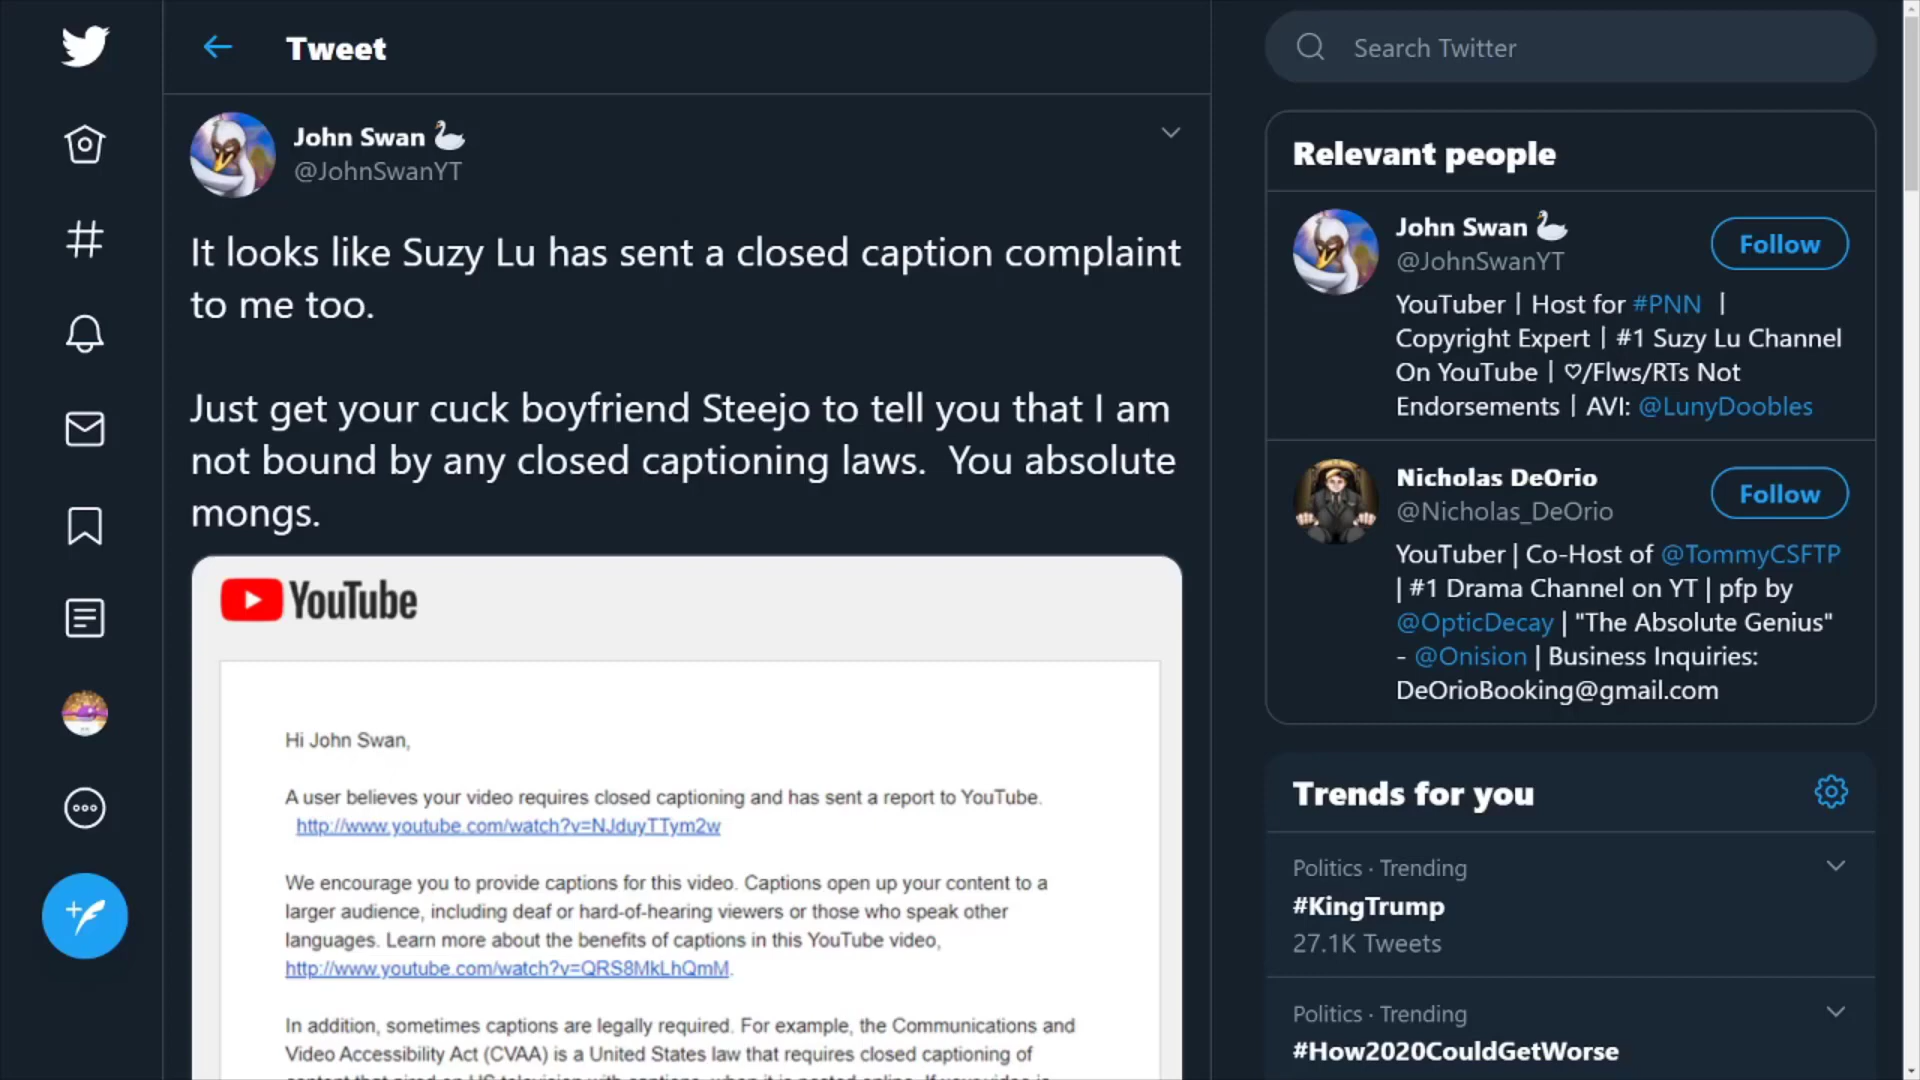 Tweet
John Swan 🦢
@JohnSwanYT
It looks like Suzy Lu has sent a closed caption complaint
to me too.
Just get your cuck boyfriend Steejo to tell you that I am
not bound by any closed captioning laws.  You absolute
mongs.
YouTube
Hi John Swan,
A user believes your video requires closed captioning and has sent a report to YouTube.
http://www.youtube.com/watch?v=NJduyTTym2w
We encourage you to provide captions for this video. Captions open up your content to a
larger audience, including deaf or hard-of-hearing viewers or those who speak other
languages. Learn more about the benefits of captions in this YouTube video,
http://www.youtube.com/watch?v=QRS8MkLhQmM.
In addition, sometimes captions are legally required. For example, the Communications and
Video Accessibility Act (CVAA) is a United States law that requires closed captioning of
Search Twitter
Relevant people
John Swan 🦢
@JohnSwanYT
Follow
YouTuber | Host for #PNN |
Copyright Expert | #1 Suzy Lu Channel
On YouTube | ♡/Flws/RTs Not
Endorsements | AVI: @LunyDoobles
Nicholas DeOrio
@Nicholas_DeOrio
Follow
YouTuber | Co-Host of @TommyCSFTP
| #1 Drama Channel on YT | pfp by
@OpticDecay | "The Absolute Genius"
- @Onision | Business Inquiries:
DeOrioBooking@gmail.com
Trends for you
Politics · Trending
#KingTrump
27.1K Tweets
Politics · Trending
#How2020CouldGetWorse